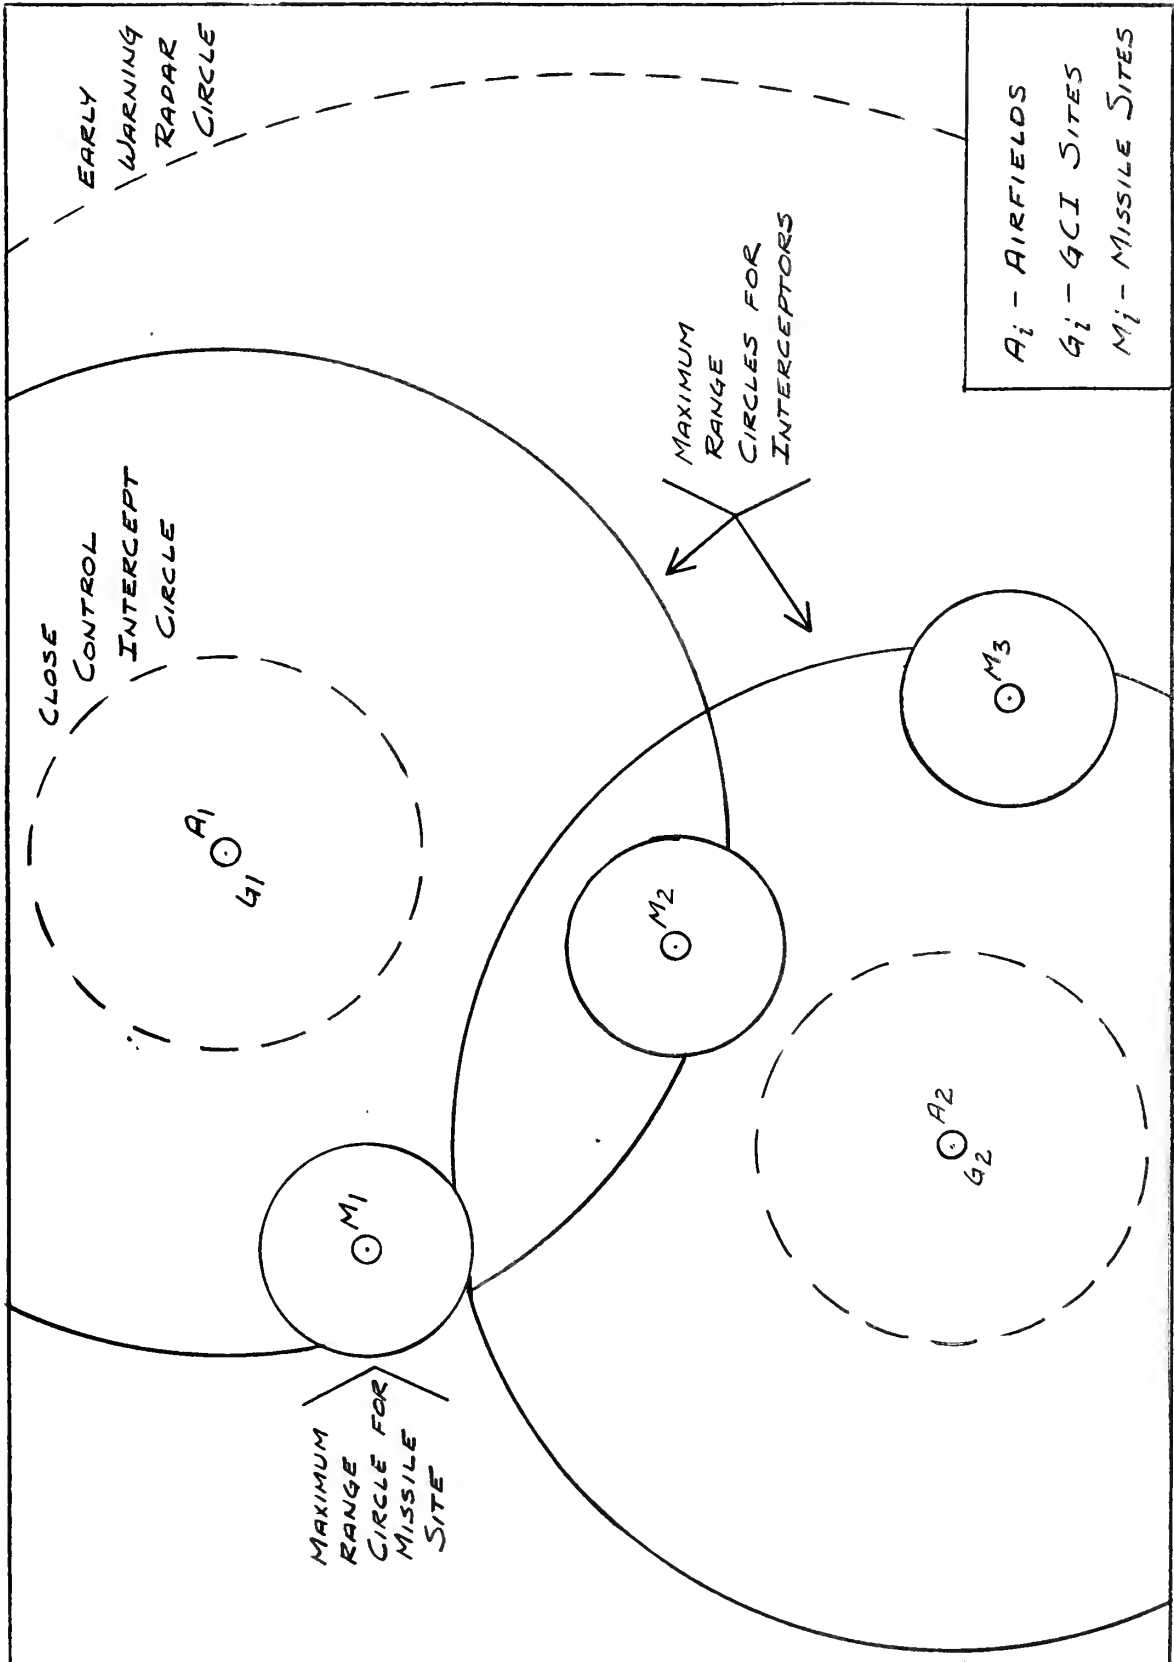 EARLY
WARNING
RADAR
CIRCLE
CLOSE
CONTROL
INTERCEPT
CIRCLE
A1
G1
M1
MAXIMUM
RANGE
CIRCLE FOR
MISSILE
SITE
MAXIMUM
RANGE
CIRCLES FOR
INTERCEPTORS
M2
M3
A2
G2
Ai - AIRFIELDS
Gi - GCI SITES
Mi - MISSILE SITES